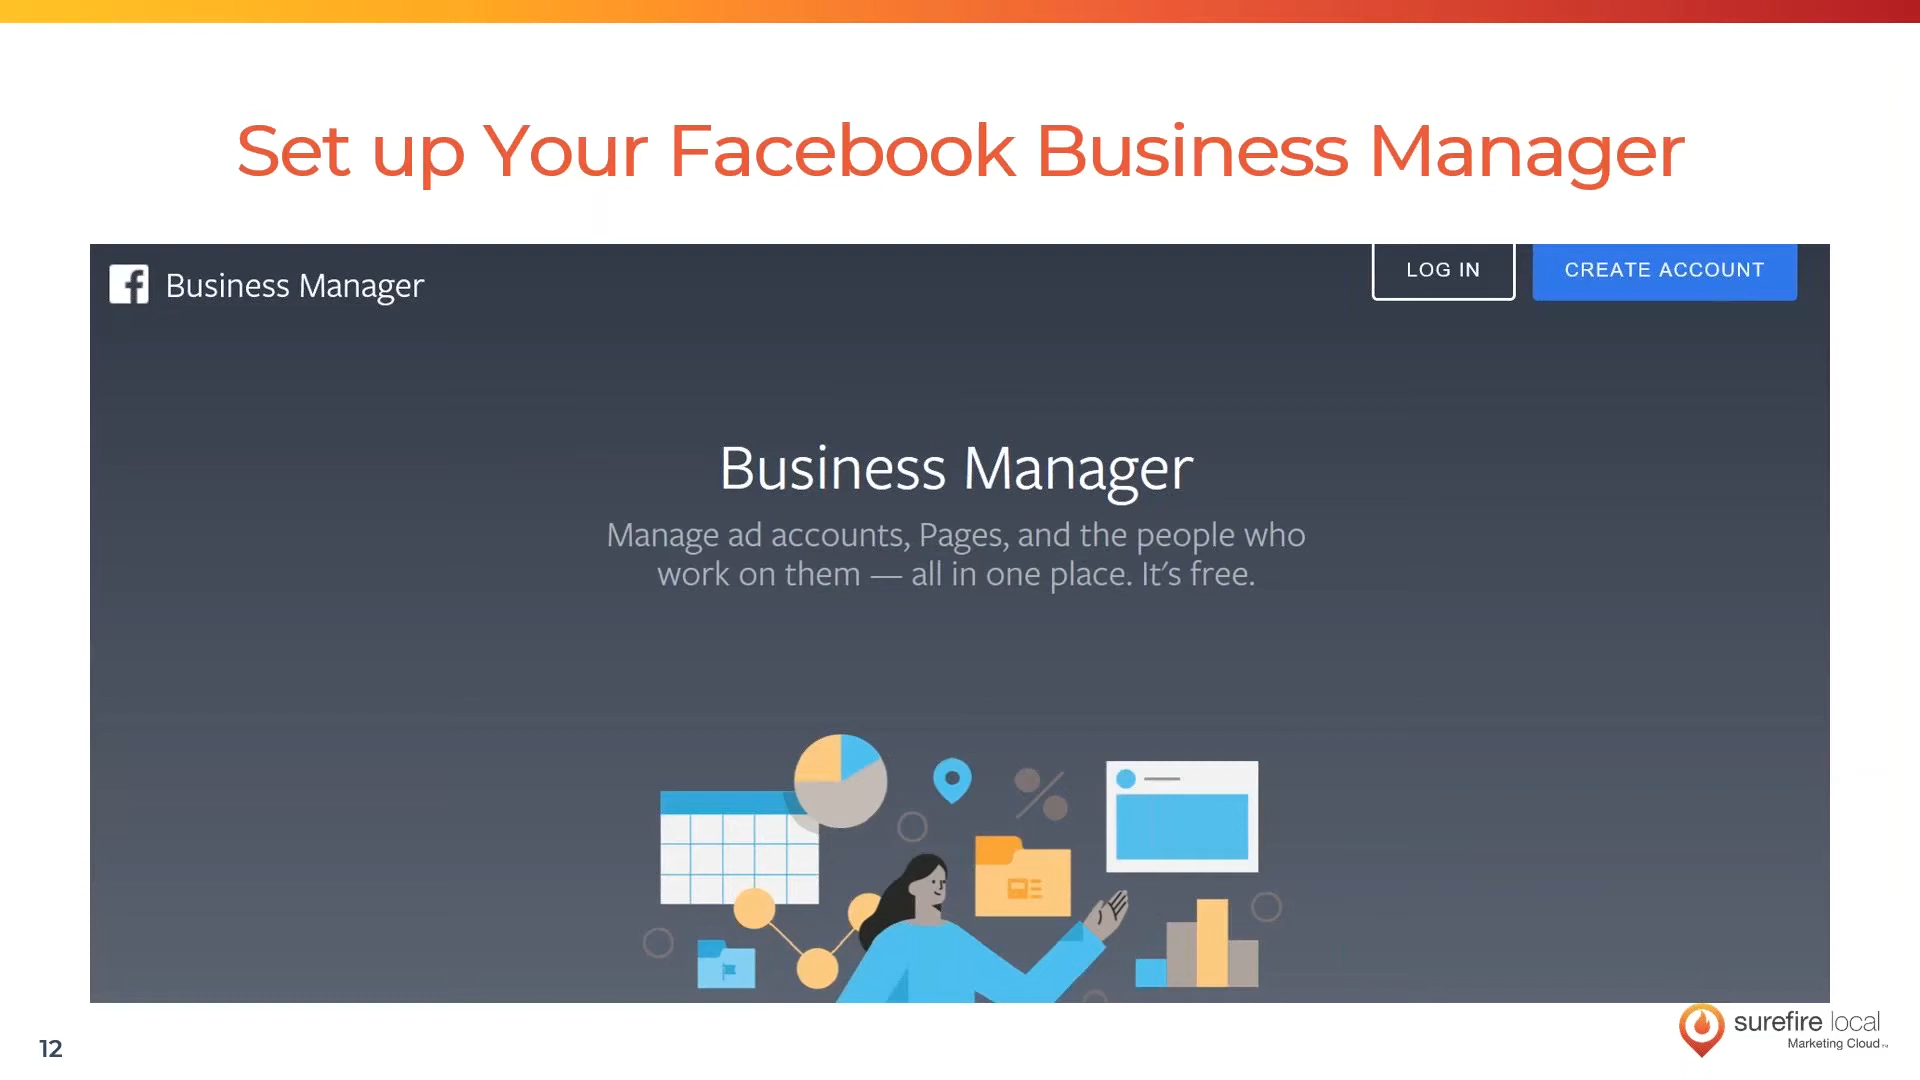 Set up Your Facebook Business Manager
Business Manager
LOG IN
CREATE ACCOUNT
Business Manager
Manage ad accounts, Pages, and the people who
work on them — all in one place. It's free.
12
surefire local
Marketing Cloud™